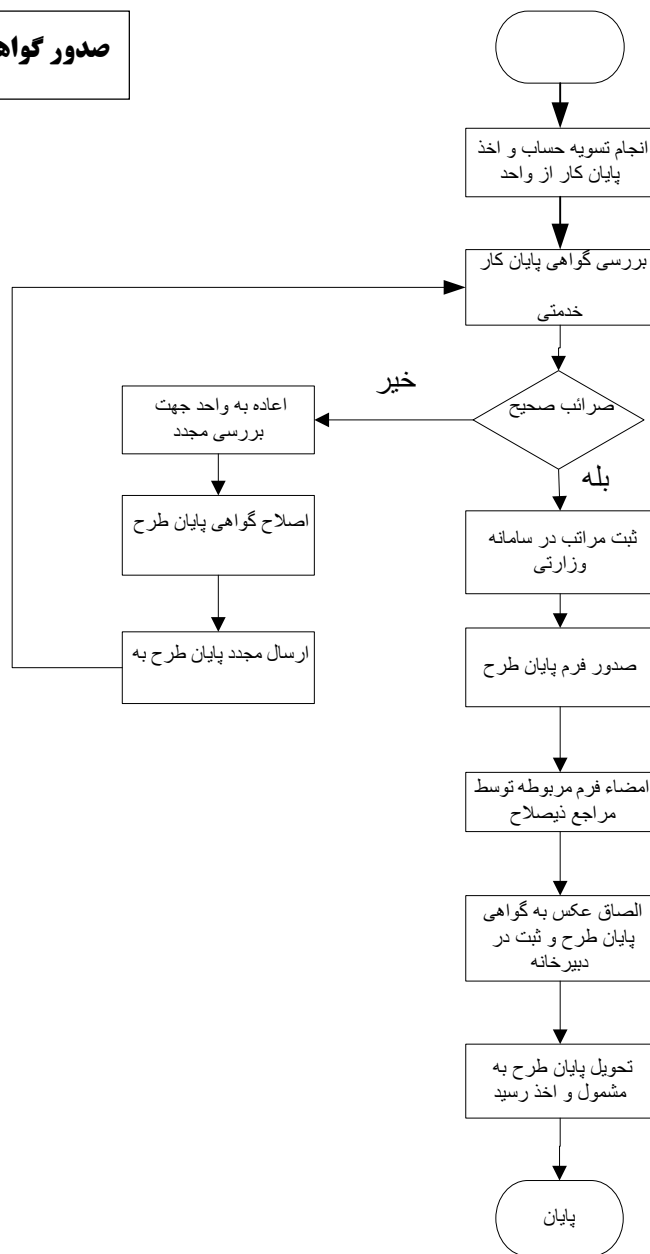 صدور گواه
انجام تسویه حساب و اخذ
پایان کار از واحد
بررسی گواهی پایان کار
خدمتی
ضرائب صحیح
خیر
بله
اعاده به واحد جهت
بررسی مجدد
اصلاح گواهی پایان طرح
ارسال مجدد پایان طرح به
ثبت مراتب در سامانه
وزارتی
صدور فرم پایان طرح
امضاء فرم مربوطه توسط
مراجع ذیصلاح
الصاق عکس به گواهی
پایان طرح و ثبت در
دبیرخانه
تحویل پایان طرح به
مشمول و اخذ رسید
پایان